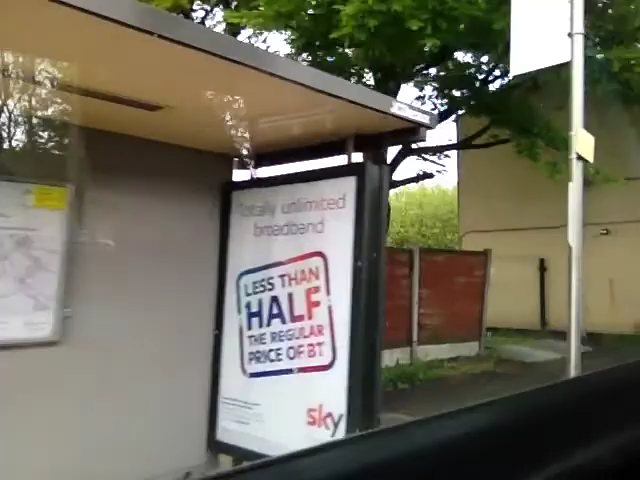 Totally unlimited
broadband
LESS THAN
HALF
THE REGULAR
PRICE OF BT
sky